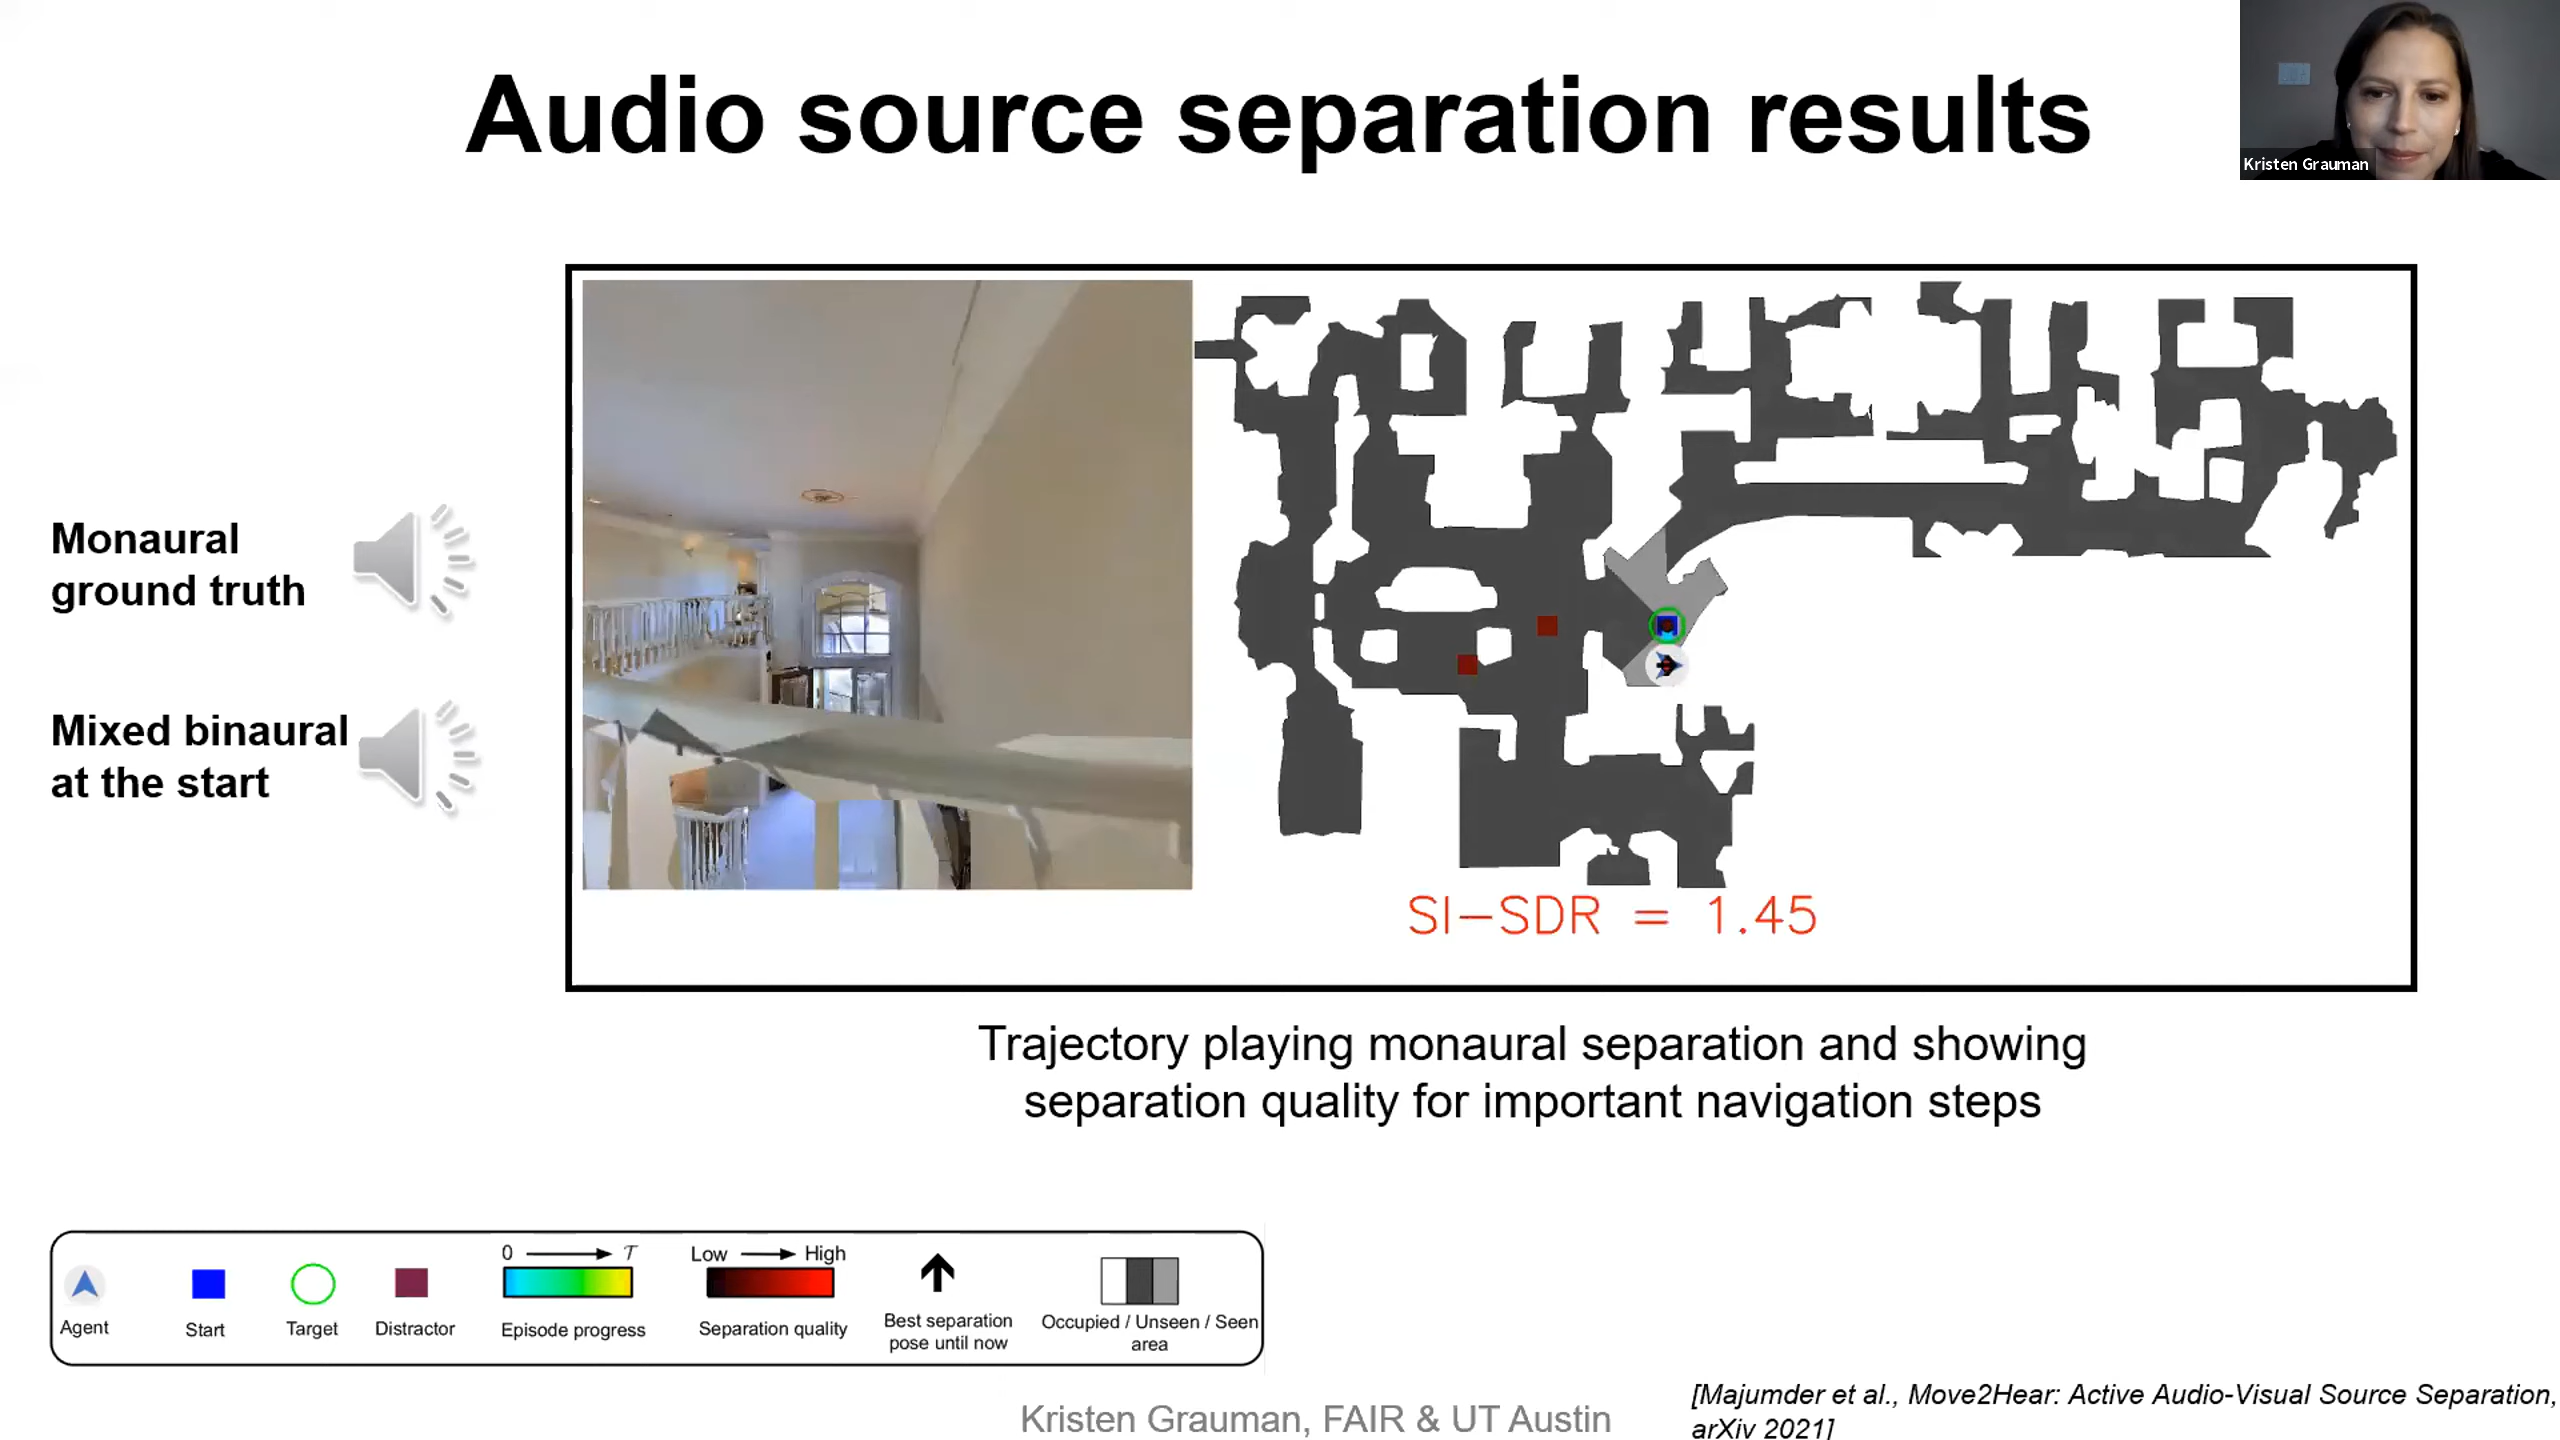 Audio source separation results
Kristen Grauman
Monaural
ground truth
Mixed binaural
at the start
SI-SDR = 1.45
Trajectory playing monaural separation and showing
separation quality for important navigation steps
0 T
Low High
Agent
Start
Target
Distractor
Episode progress
Separation quality
Best separation
pose until now
Occupied / Unseen / Seen
area
Kristen Grauman, FAIR & UT Austin
[Majumder et al., Move2Hear: Active Audio-Visual Source Separation,
arXiv 2021]